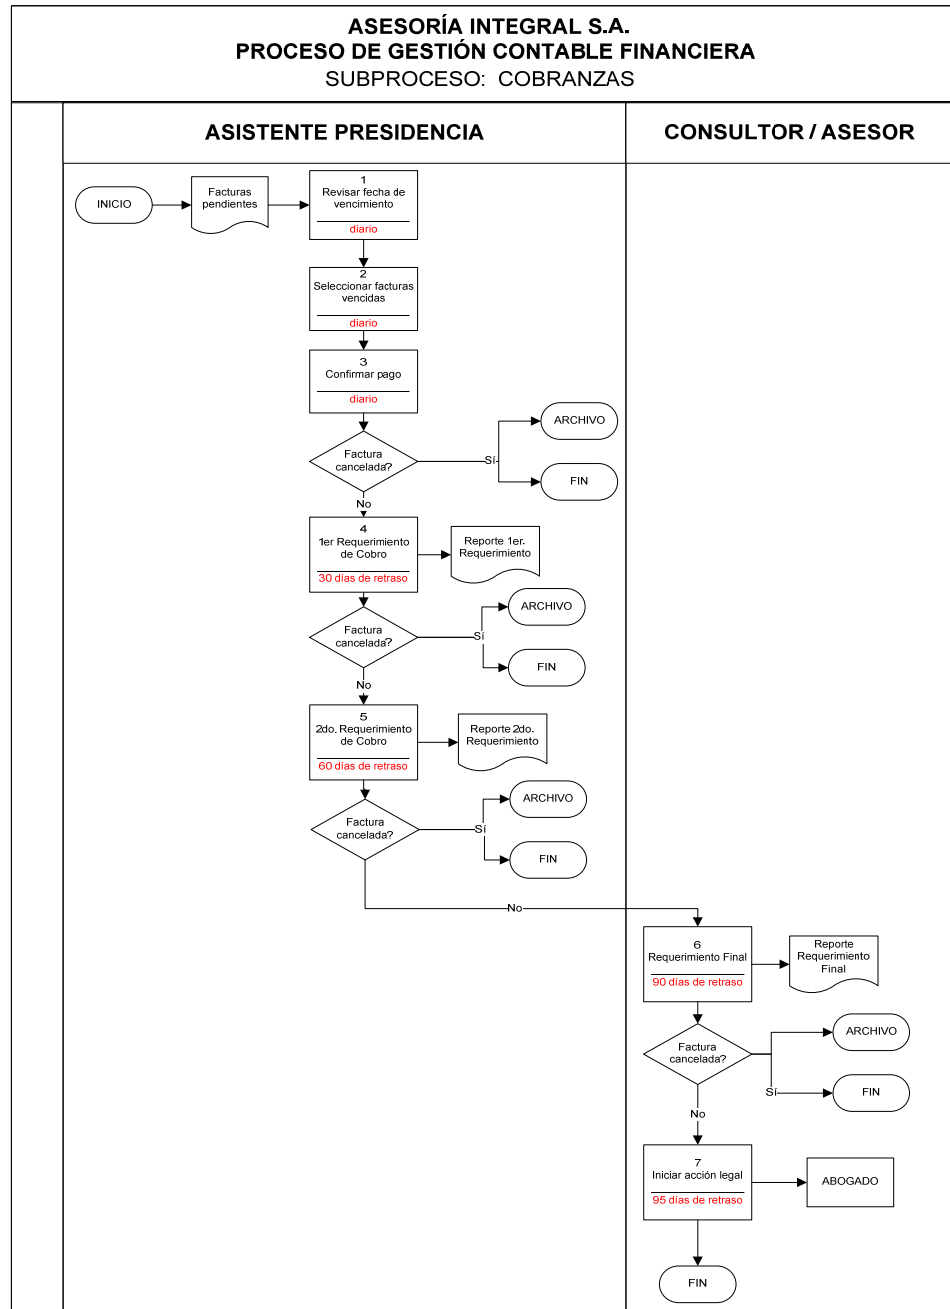 ASESORÍA INTEGRAL S.A.
PROCESO DE GESTIÓN CONTABLE FINANCIERA
SUBPROCESO: COBRANZAS
ASISTENTE PRESIDENCIA
CONSULTOR / ASESOR
INICIO
Facturas
pendientes
1
Revisar fecha de
vencimiento
diario
2
Seleccionar facturas
vencidas
diario
3
Confirmar pago
diario
Factura
cancelada?
Sí
ARCHIVO
FIN
No
4
1er Requerimiento
de Cobro
30 días de retraso
Reporte 1er.
Requerimiento
Factura
cancelada?
Sí
ARCHIVO
FIN
No
5
2do. Requerimiento
de Cobro
60 días de retraso
Reporte 2do.
Requerimiento
Factura
cancelada?
Sí
ARCHIVO
FIN
No
6
Requerimiento Final
90 días de retraso
Reporte
Requerimiento
Final
Factura
cancelada?
ARCHIVO
Sí
FIN
No
7
Iniciar acción legal
95 días de retraso
ABOGADO
FIN